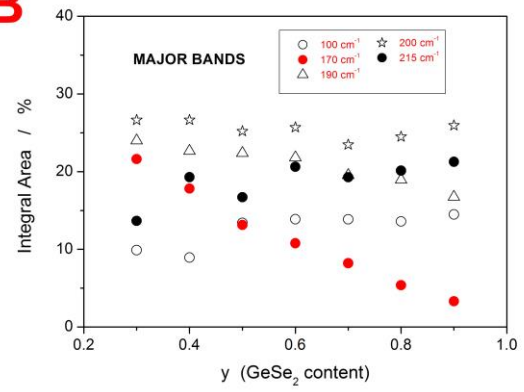 B
MAJOR BANDS
100 cm⁻¹
170 cm⁻¹
190 cm⁻¹
200 cm⁻¹
215 cm⁻¹
Integral Area / %
40
30
20
10
0
0.2 0.4 0.6 0.8 1.0
y (GeSe₂ content)